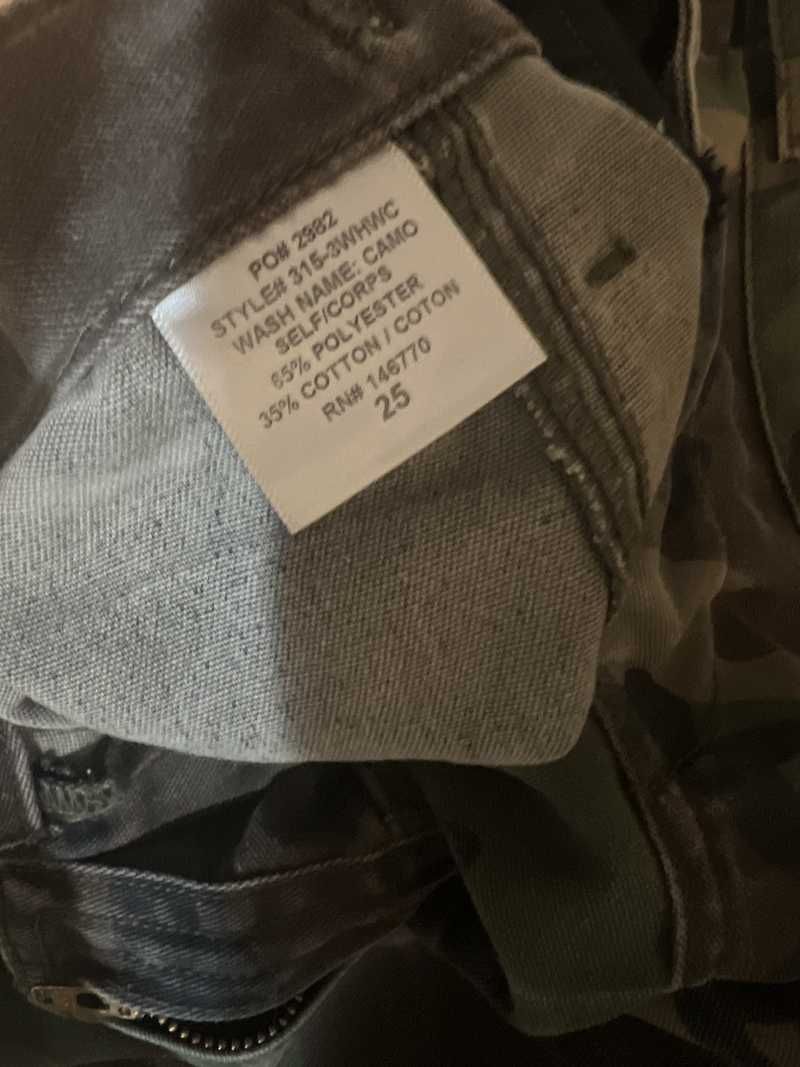 PO# 2982
STYLE# 315-3WHWC
WASH NAME: CAMO
SELF/CORPS
65% POLYESTER
35% COTTON / COTON
RN# 146770
25